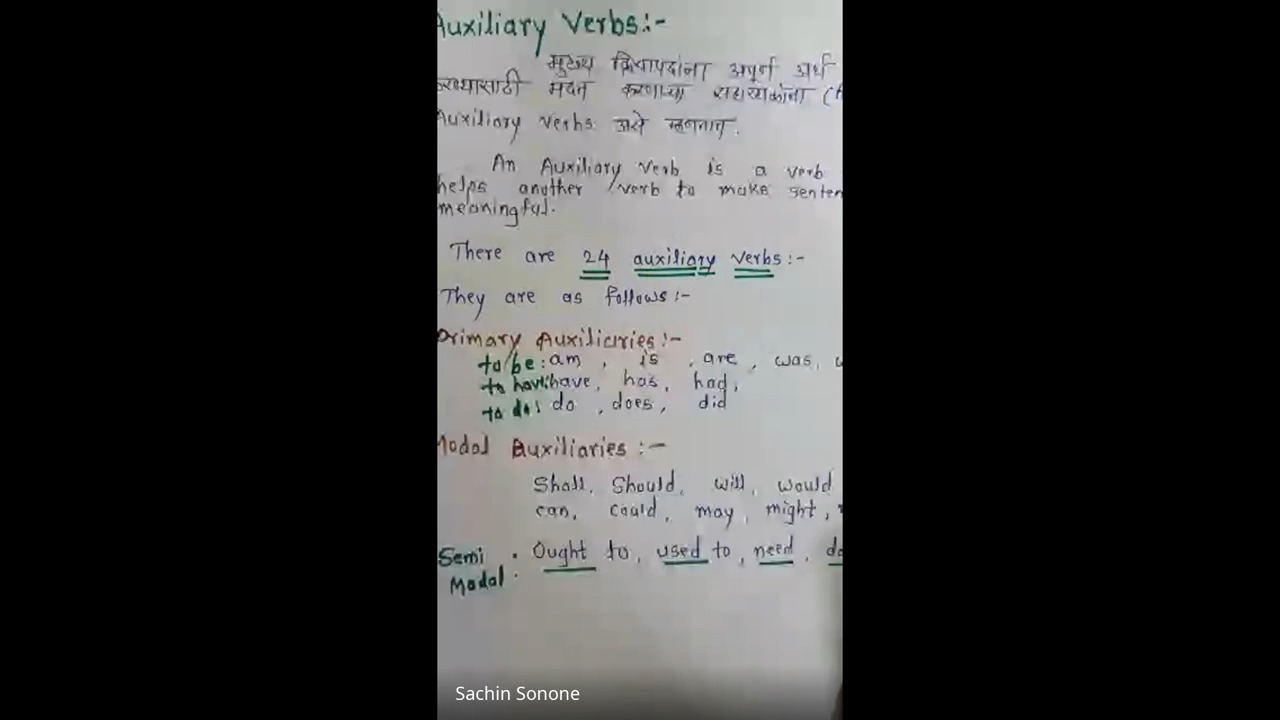 Auxiliary Verbs:-
मुख्य क्रियापदांना अपूर्ण अर्थ
करण्यासाठी मदत करणाऱ्या सहाय्यकांना
Auxiliary verbs असे म्हणतात.
An Auxiliary verb is a verb
helps another verb to make senten
meaningful.
There are 24 auxiliary verbs:-
They are as follows:-
Primary Auxiliaries:-
to be: am, is, are, was,
to have: have, has, had,
to do: do, does, did
Modal Auxiliaries:-
Shall, Should, will, would
can, could, may, might,
Semi Modal: Ought to, used to, need, da
Sachin Sonone